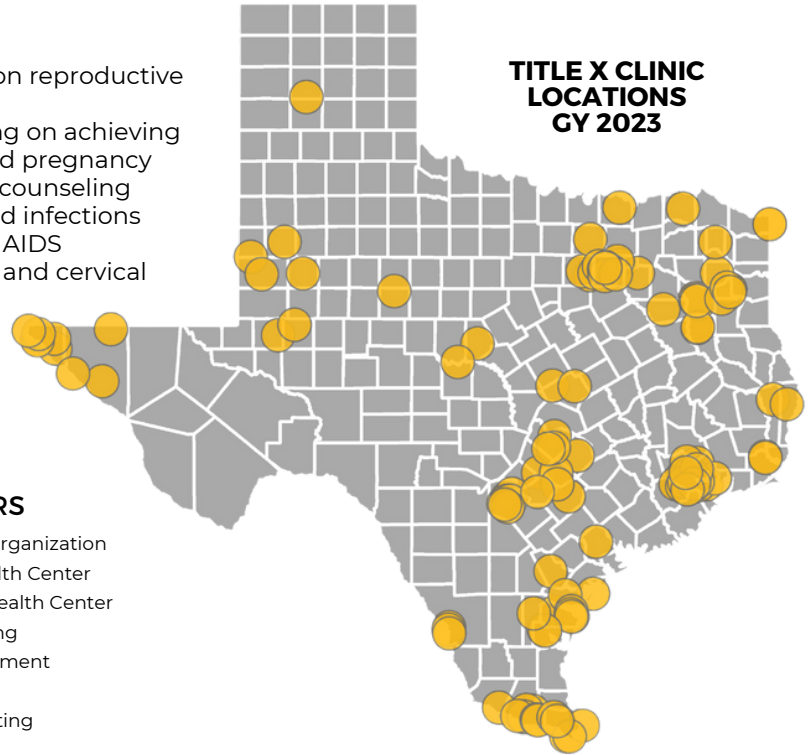 on reproductive
TITLE X CLINIC
LOCATIONS
GY 2023
ng on achieving
d pregnancy
counseling
d infections
AIDS
and cervical
RS
rganization
lth Center
ealth Center
ng
ment
ting